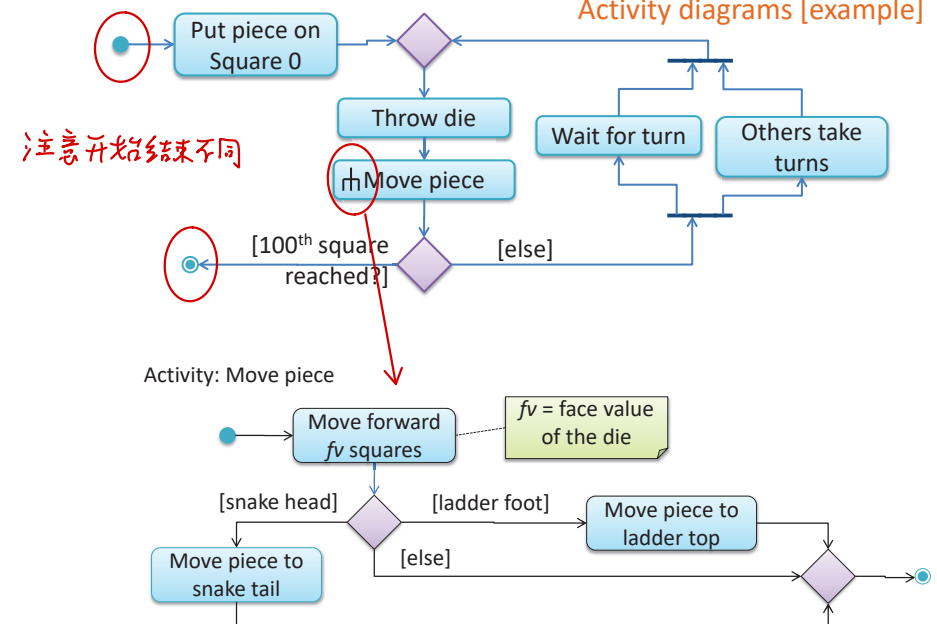 Activity diagrams [example]
Put piece on
Square 0
Throw die
Wait for turn
Others take
turns
注意开始结束不同
Move piece
[100th square
reached?]
[else]
Activity: Move piece
Move forward
fv squares
fv = face value
of the die
[snake head]
[ladder foot]
Move piece to
ladder top
[else]
Move piece to
snake tail